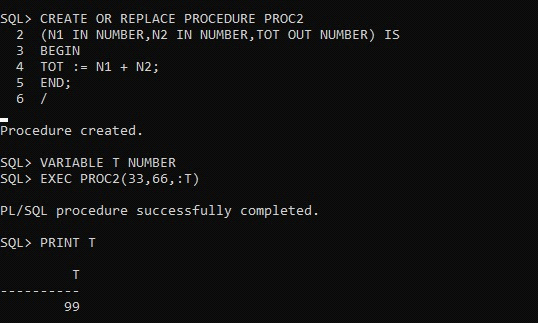 SQL> CREATE OR REPLACE PROCEDURE PROC2
  2  (N1 IN NUMBER,N2 IN NUMBER,TOT OUT NUMBER) IS
  3  BEGIN
  4  TOT := N1 + N2;
  5  END;
  6  /
Procedure created.
SQL> VARIABLE T NUMBER
SQL> EXEC PROC2(33,66,:T)
PL/SQL procedure successfully completed.
SQL> PRINT T
         T
----------
        99